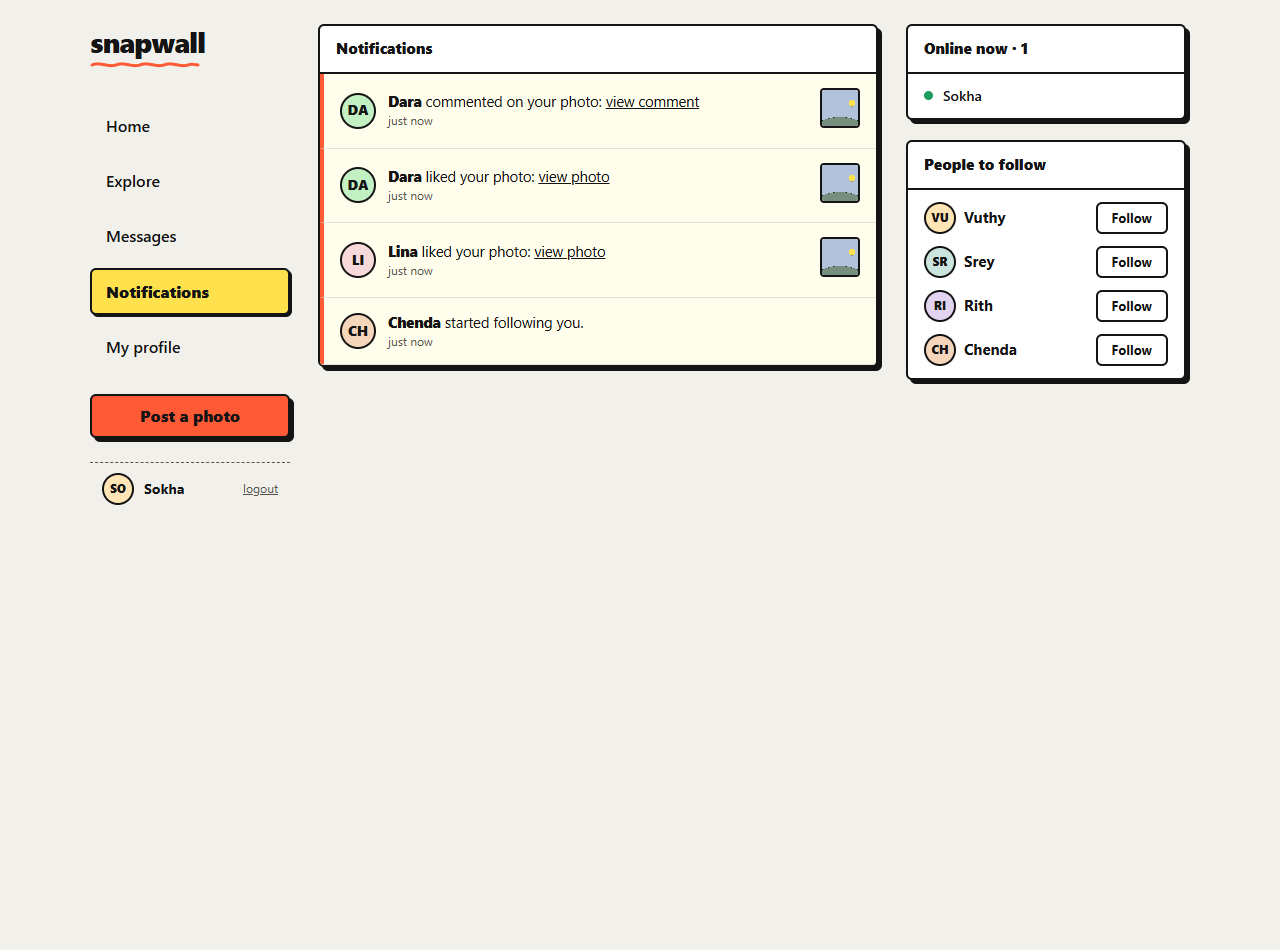 snapwall
Home
Explore
Messages
Notifications
My profile
Post a photo
SO Sokha logout
Notifications
DA Dara commented on your photo: view comment
just now
DA Dara liked your photo: view photo
just now
LI Lina liked your photo: view photo
just now
CH Chenda started following you.
just now
Online now · 1
Sokha
People to follow
VU Vuthy Follow
SR Srey Follow
RI Rith Follow
CH Chenda Follow